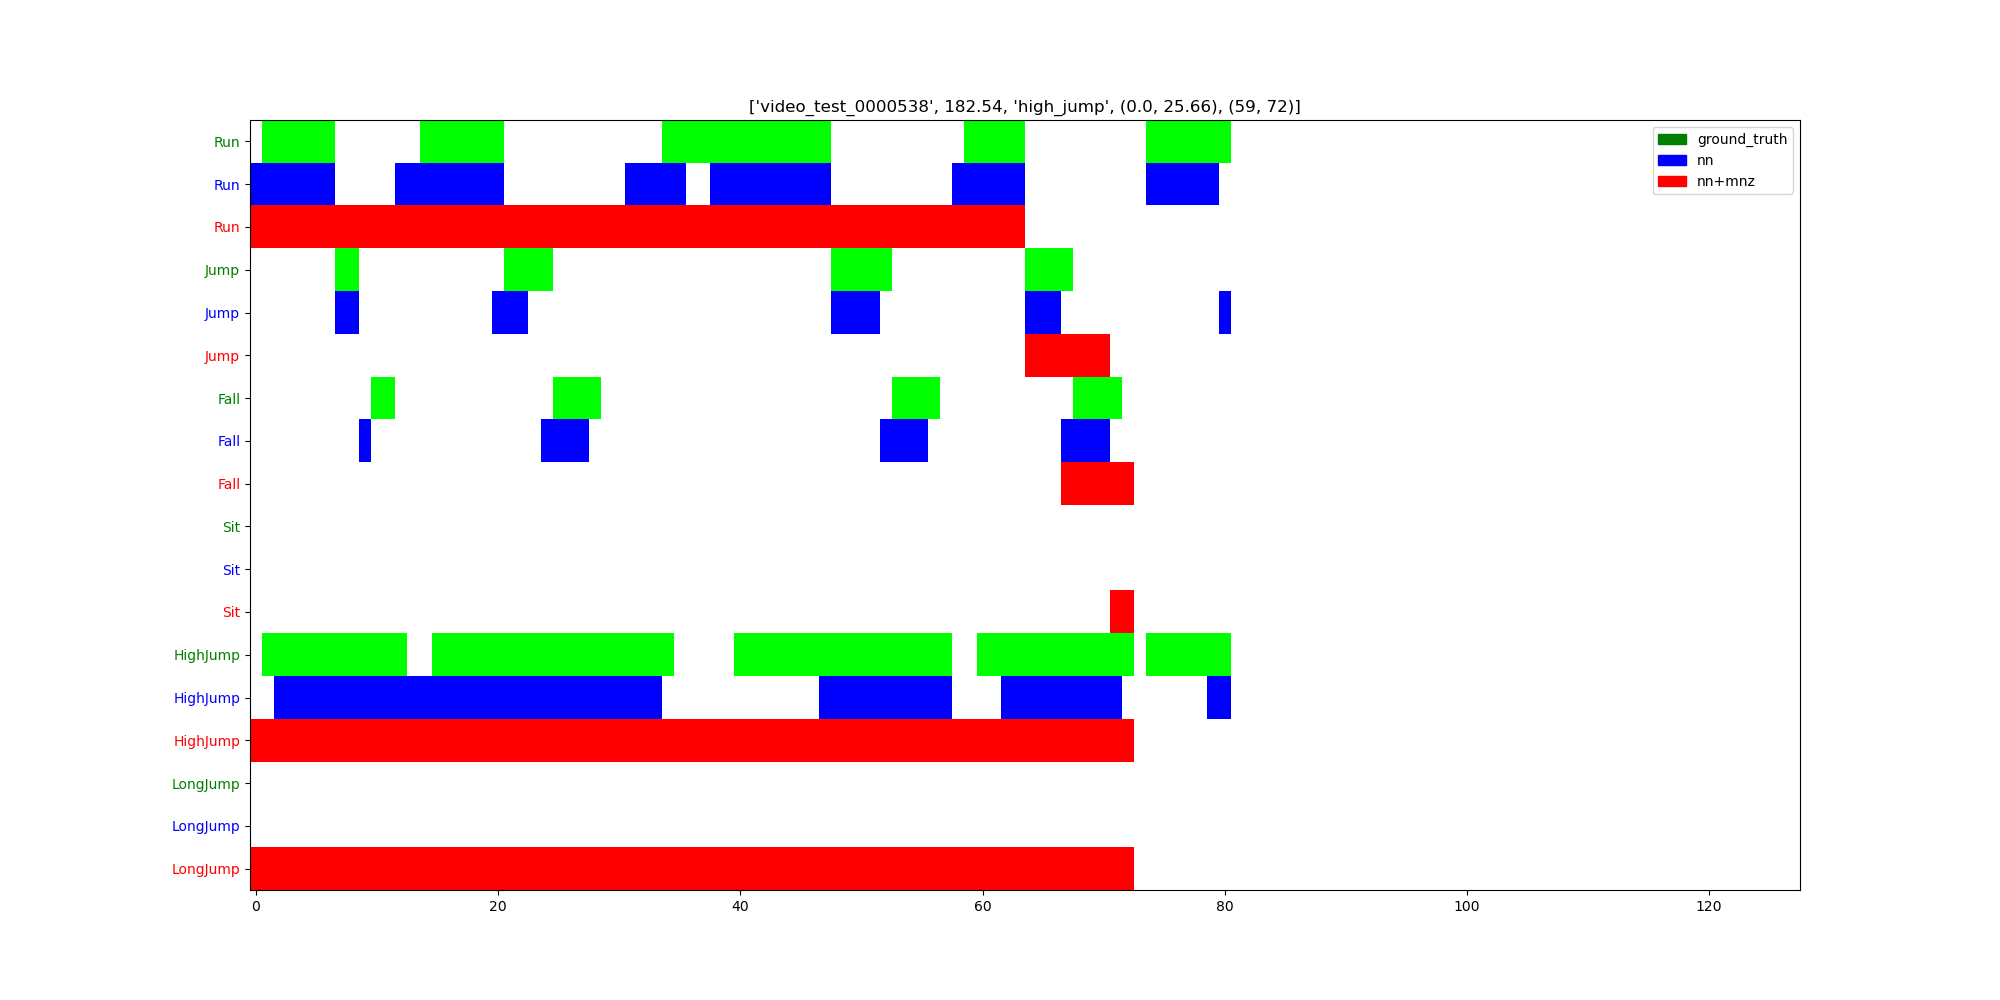 ['video_test_0000538', 182.54, 'high_jump', (0.0, 25.66), (59, 72)]
ground_truth
nn
nn+mnz
Run
Run
Run
Jump
Jump
Jump
Fall
Fall
Fall
Sit
Sit
Sit
HighJump
HighJump
HighJump
LongJump
LongJump
LongJump
0 20 40 60 80 100 120